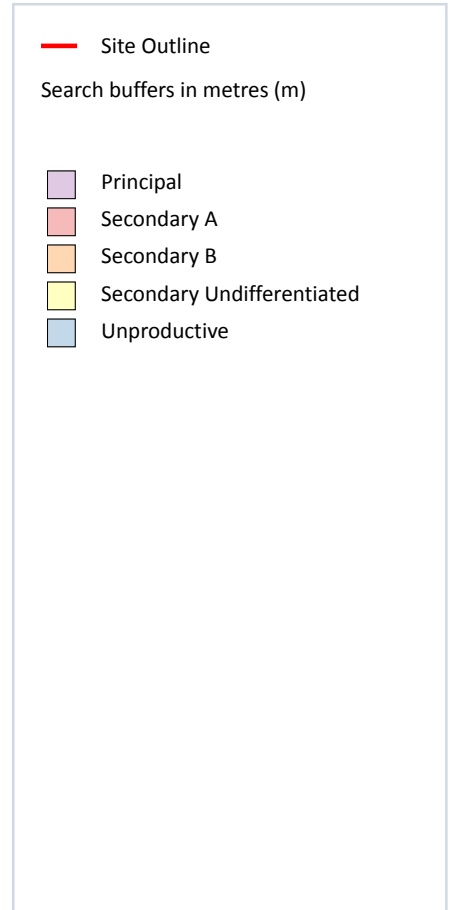 Site Outline
Search buffers in metres (m)
Principal
Secondary A
Secondary B
Secondary Undifferentiated
Unproductive